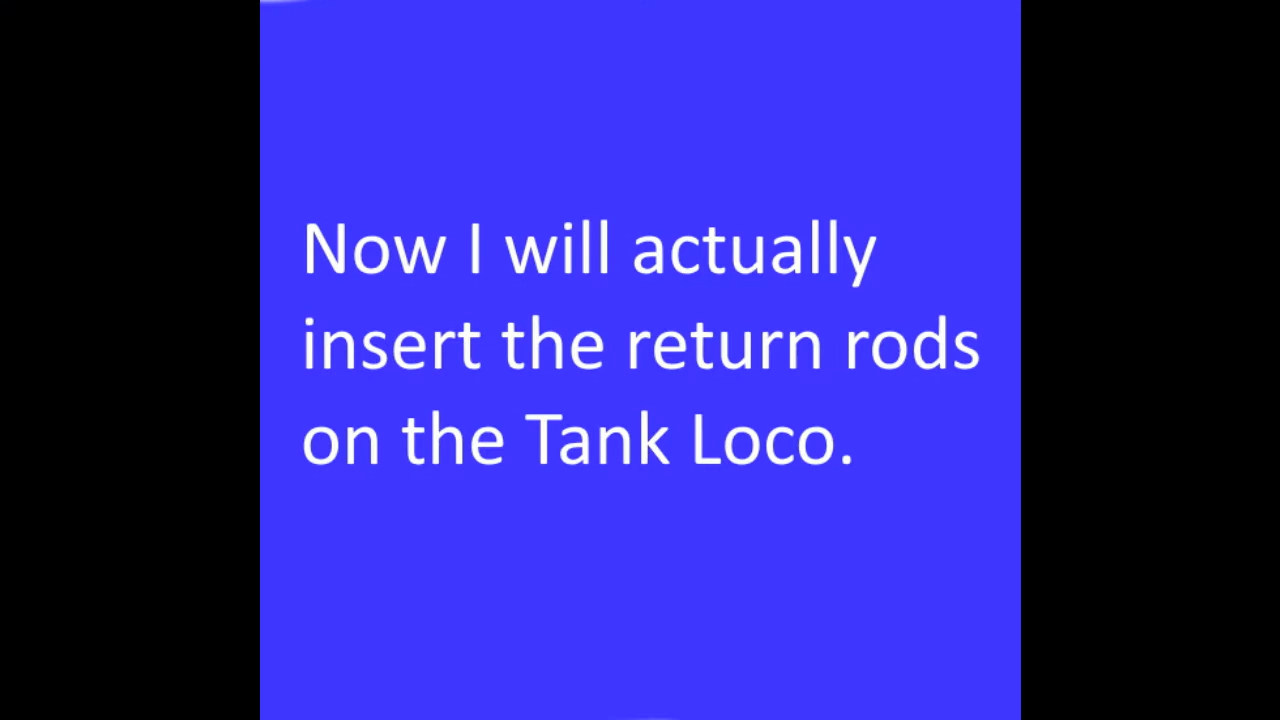 Now I will actually
insert the return rods
on the Tank Loco.